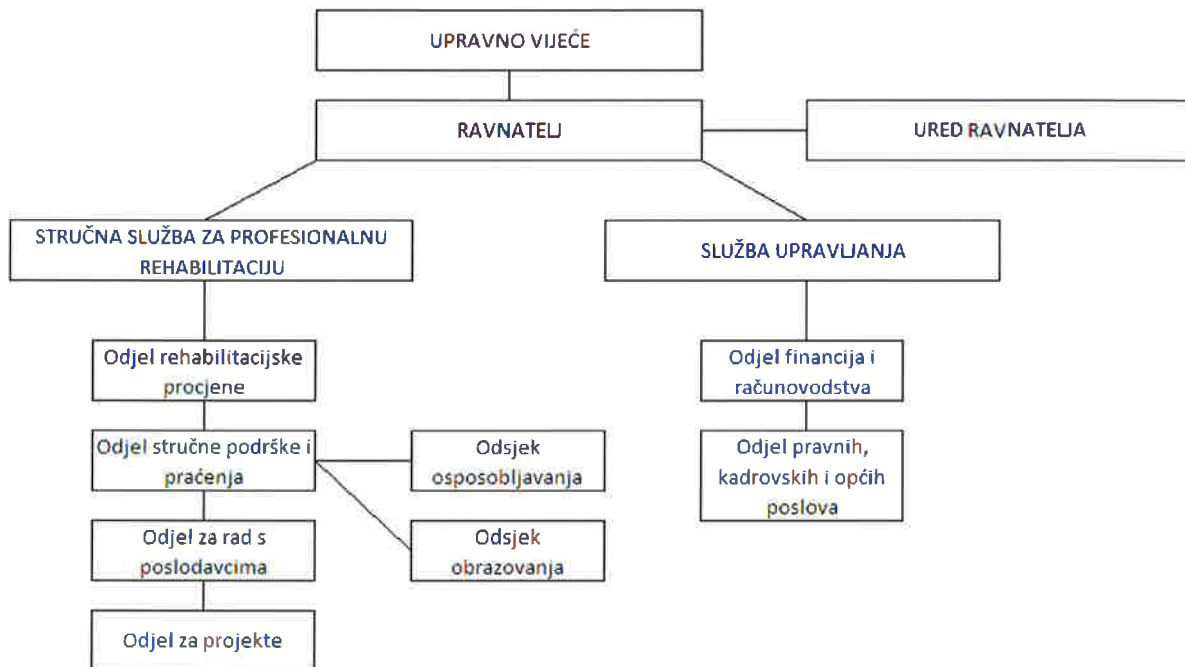 UPRAVNO VIJEĆE
RAVNATELJ
URED RAVNATELJA
STRUČNA SLUŽBA ZA PROFESIONALNU
REHABILITACIJU
SLUŽBA UPRAVLJANJA
Odjel rehabilitacijske
procjene
Odjel financija i
računovodstva
Odjel stručne podrške i
praćenja
Odsjek
osposobljavanja
Odjel pravnih,
kadrovskih i općih
poslova
Odjel za rad s
poslodavcima
Odsjek
obrazovanja
Odjel za projekte